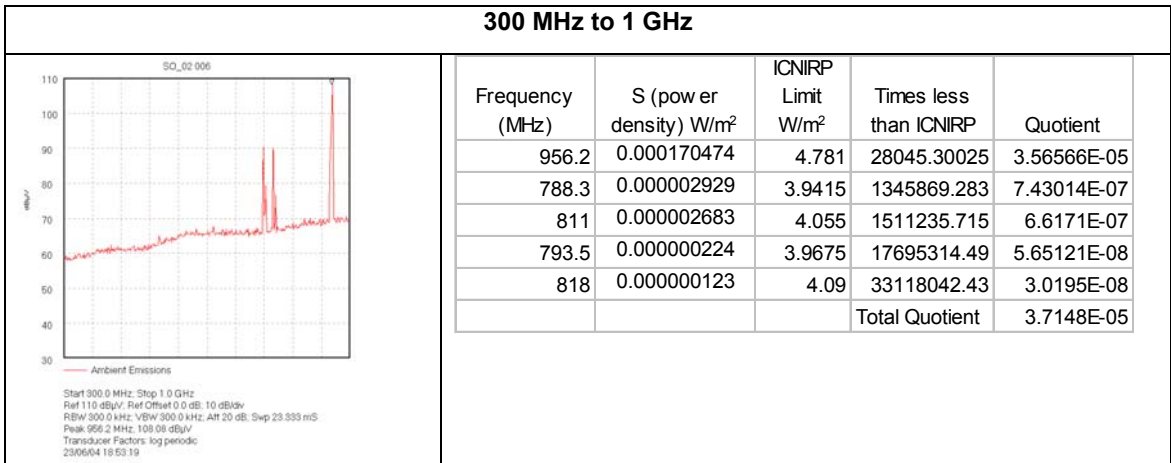 300 MHz to 1 GHz
SO_02 006
110
100
90
80
70
60
50
40
30
dBµV
Ambient Emissions
Start 300.0 MHz; Stop 1.0 GHz
Ref 110 dBµV; Ref Offset 0.0 dB; 10 dB/div
RBW 300.0 kHz; VBW 300.0 kHz; Att 20 dB; Swp 23.333 mS
Peak 956.2 MHz, 108.08 dBµV
Transducer Factors: log periodic
23/06/04 18:53:19
Frequency (MHz) S (pow er density) W/m² ICNIRP Limit W/m² Times less than ICNIRP Quotient
956.2 0.000170474 4.781 28045.30025 3.56566E-05
788.3 0.000002929 3.9415 1345869.283 7.43014E-07
811 0.000002683 4.055 1511235.715 6.6171E-07
793.5 0.000000224 3.9675 17695314.49 5.65121E-08
818 0.000000123 4.09 33118042.43 3.0195E-08
Total Quotient 3.7148E-05